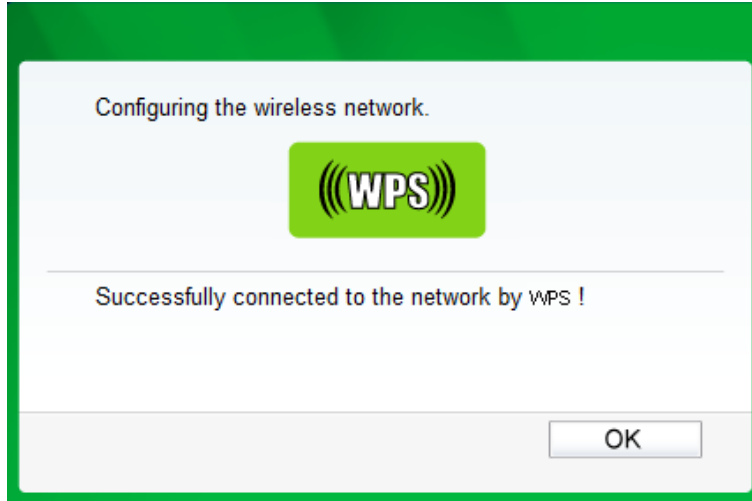 Configuring the wireless network.
WPS
Successfully connected to the network by WPS !
OK